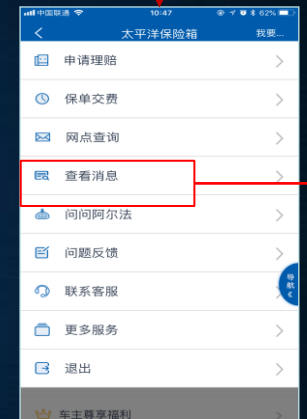 中国联通 10:47 62%
太平洋保险箱 我要...
申请理赔
保单交费
网点查询
查看消息
问问阿尔法
问题反馈
导航
联系客服
更多服务
退出
车主尊享福利